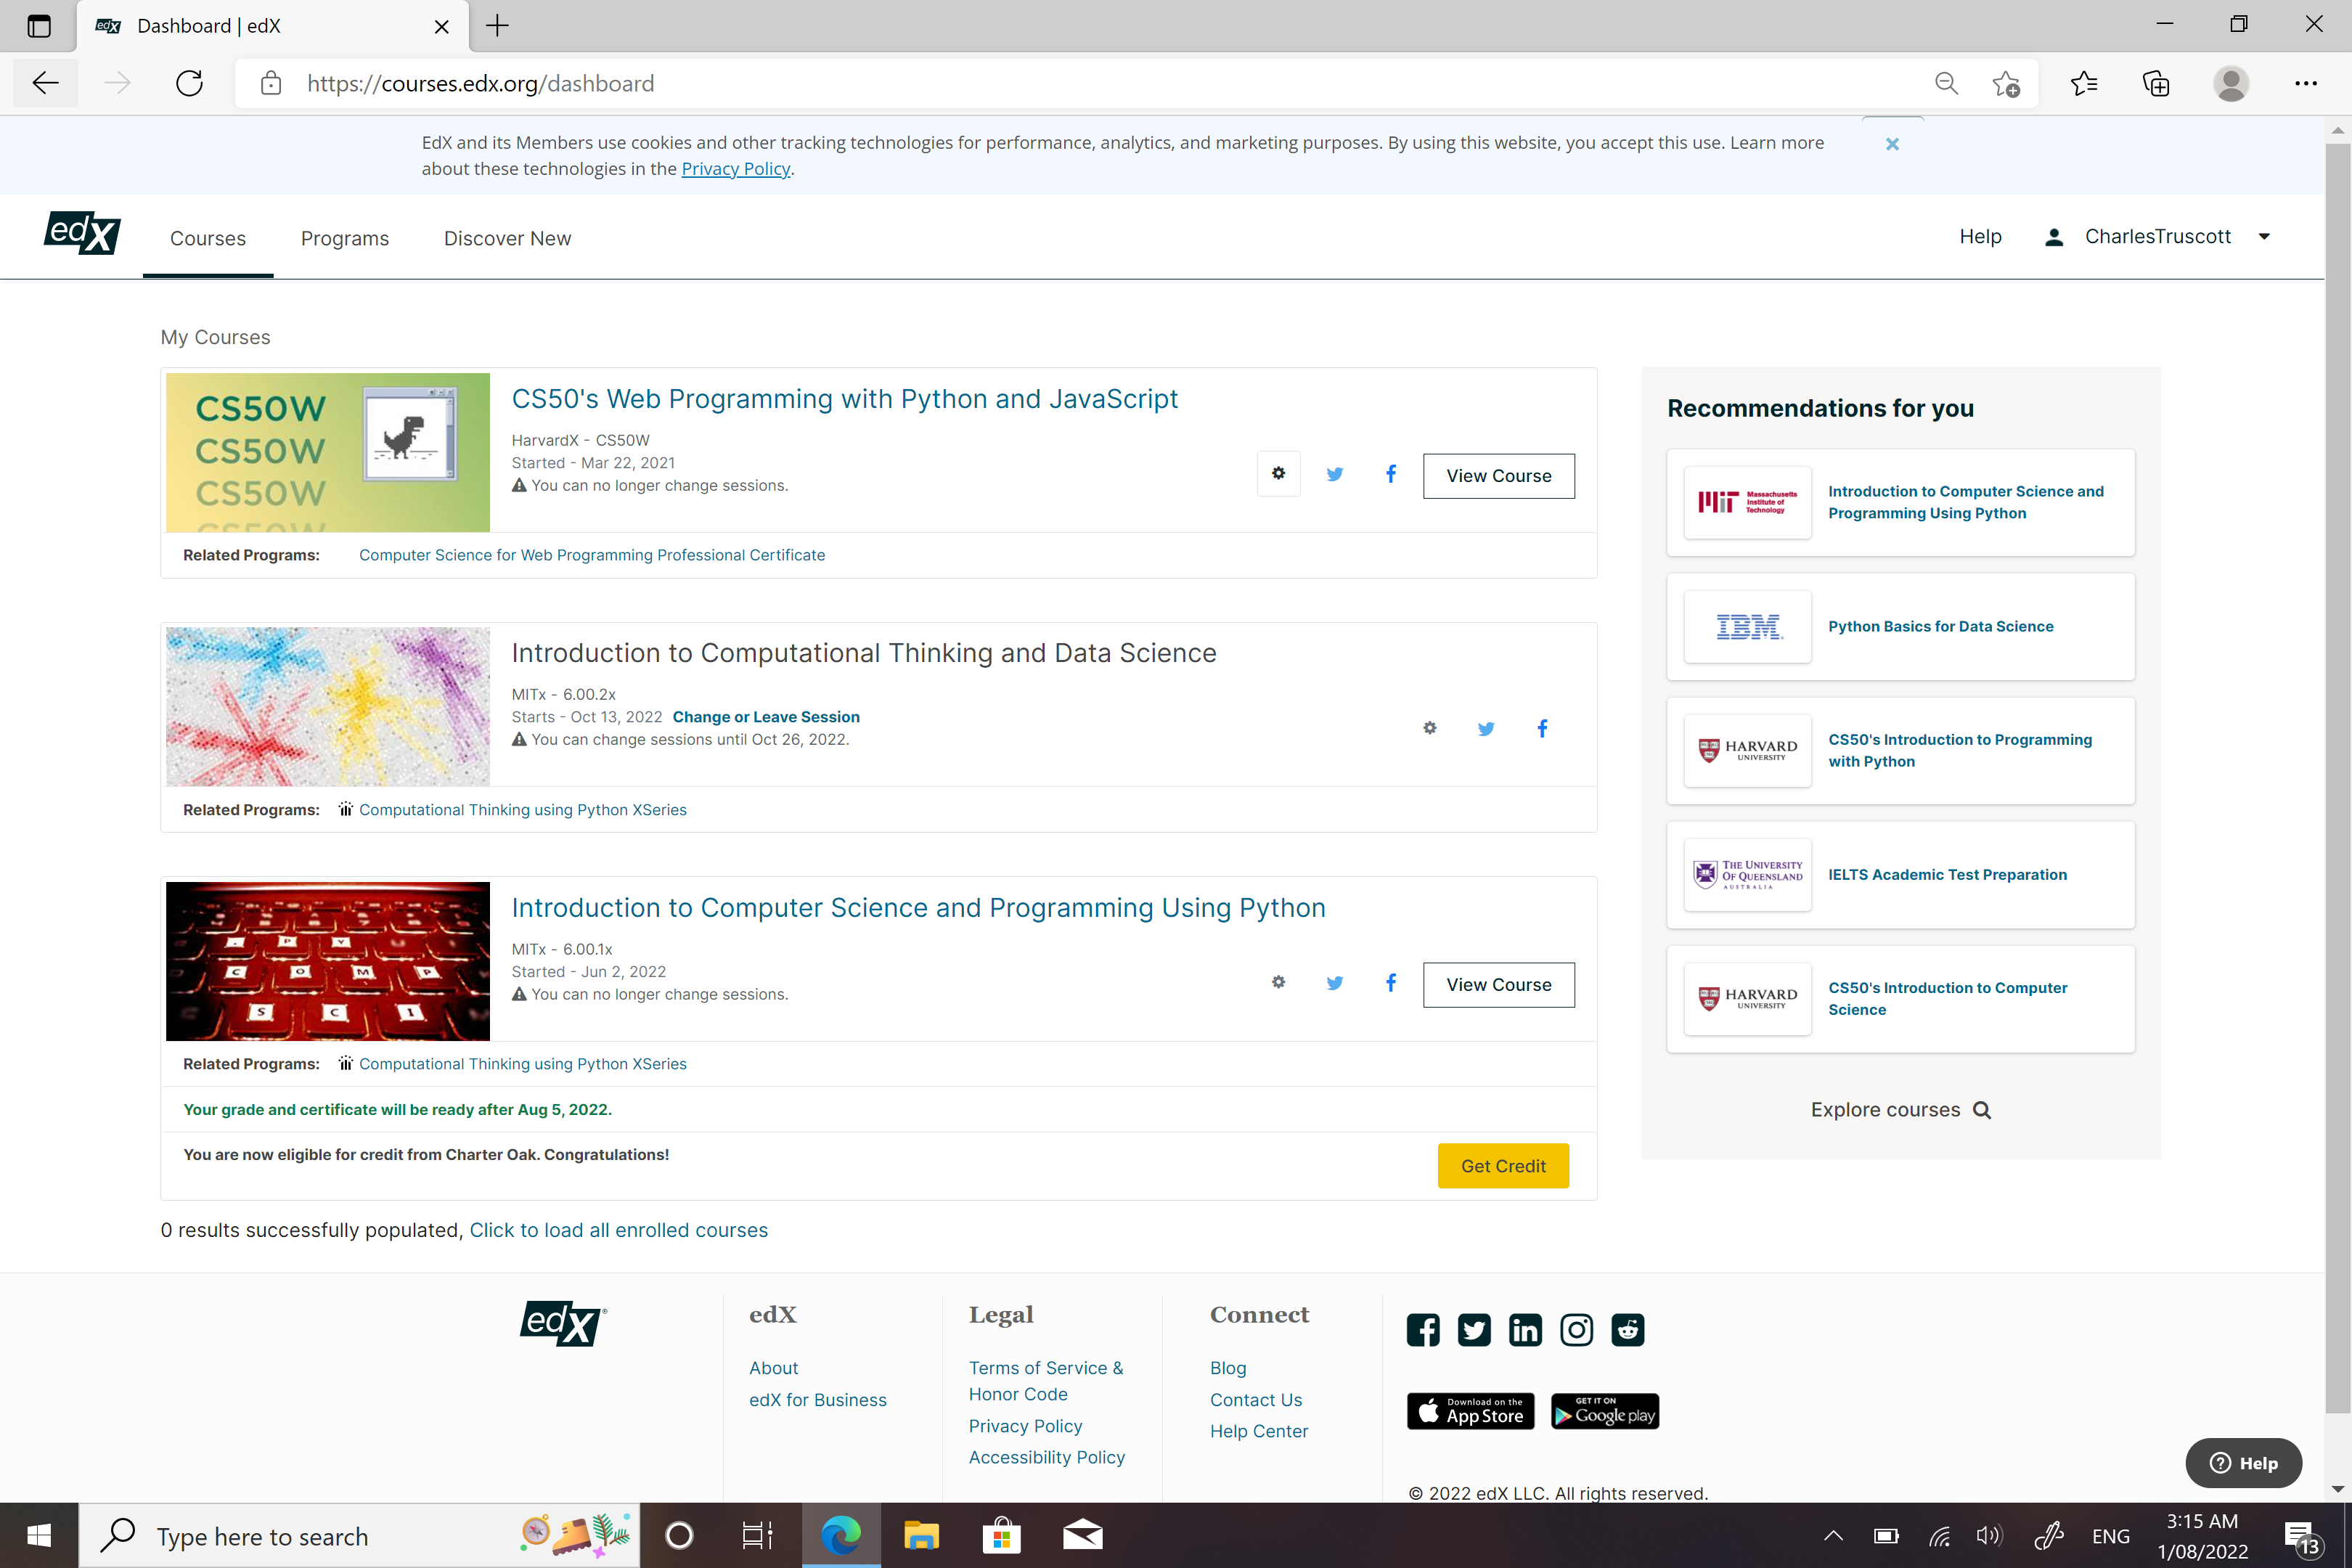 edX Dashboard | edX
https://courses.edx.org/dashboard
EdX and its Members use cookies and other tracking technologies for performance, analytics, and marketing purposes. By using this website, you accept this use. Learn more
about these technologies in the Privacy Policy.
edX Courses Programs Discover New Help CharlesTruscott
My Courses
CS50W
CS50W
CS50W
CS50W
CS50's Web Programming with Python and JavaScript
HarvardX - CS50W
Started - Mar 22, 2021
You can no longer change sessions.
View Course
Related Programs: Computer Science for Web Programming Professional Certificate
Introduction to Computational Thinking and Data Science
MITx - 6.00.2x
Starts - Oct 13, 2022 Change or Leave Session
You can change sessions until Oct 26, 2022.
Related Programs: Computational Thinking using Python XSeries
. P Y
C O M P
S C I
Introduction to Computer Science and Programming Using Python
MITx - 6.00.1x
Started - Jun 2, 2022
You can no longer change sessions.
View Course
Related Programs: Computational Thinking using Python XSeries
Your grade and certificate will be ready after Aug 5, 2022.
You are now eligible for credit from Charter Oak. Congratulations!
Get Credit
0 results successfully populated, Click to load all enrolled courses
Recommendations for you
MIT Massachusetts
Institute of
Technology
Introduction to Computer Science and
Programming Using Python
IBM
Python Basics for Data Science
HARVARD
UNIVERSITY
CS50's Introduction to Programming
with Python
THE UNIVERSITY
OF QUEENSLAND
AUSTRALIA
IELTS Academic Test Preparation
HARVARD
UNIVERSITY
CS50's Introduction to Computer
Science
Explore courses
edX®
edX
About
edX for Business
Legal
Terms of Service &
Honor Code
Privacy Policy
Accessibility Policy
Connect
Blog
Contact Us
Help Center
Download on the
App Store
GET IT ON
Google play
© 2022 edX LLC. All rights reserved.
Help
Type here to search
ENG
3:15 AM
1/08/2022
13